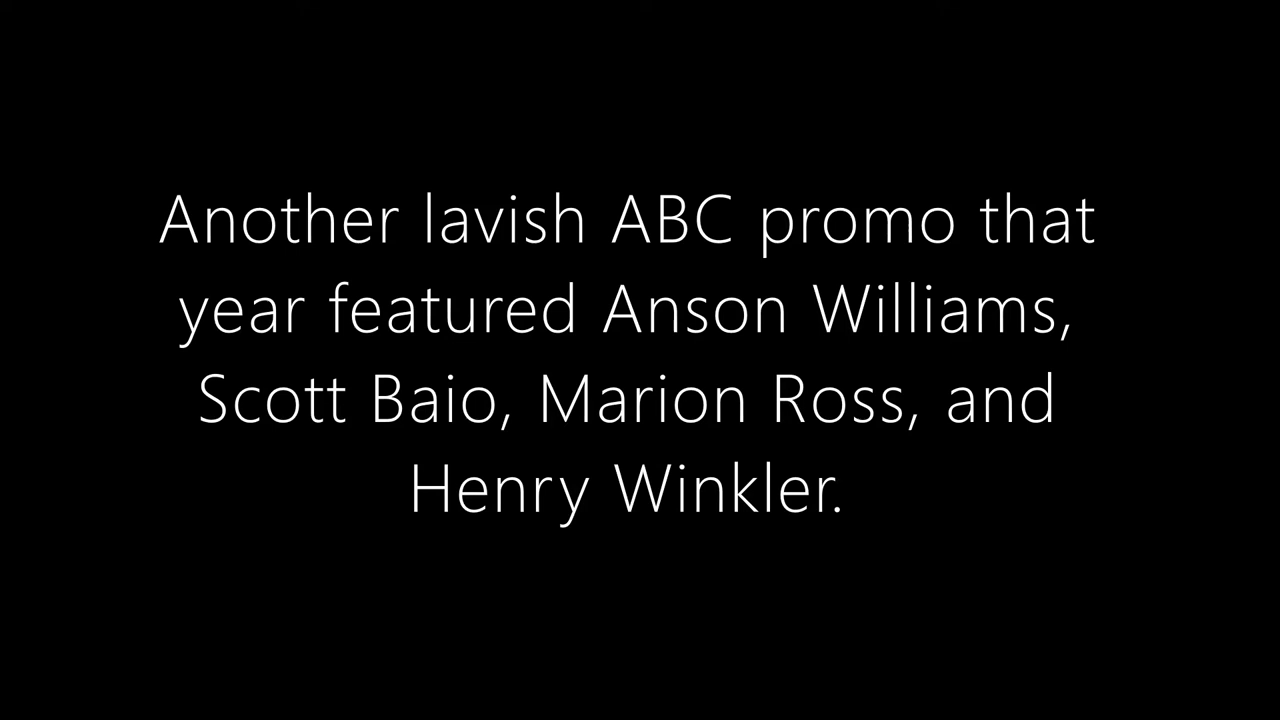 Another lavish ABC promo that
year featured Anson Williams,
Scott Baio, Marion Ross, and
Henry Winkler.